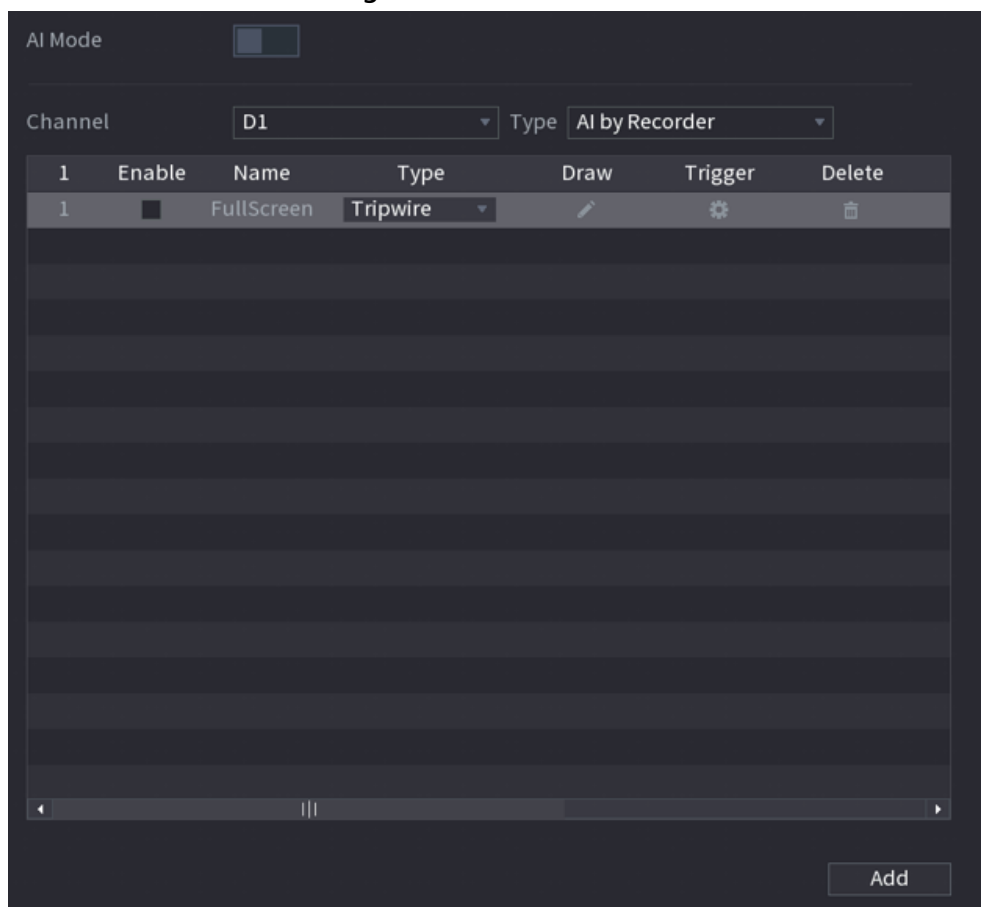 AI Mode
Channel D1 Type AI by Recorder
1 Enable Name Type Draw Trigger Delete
1 FullScreen Tripwire
Add